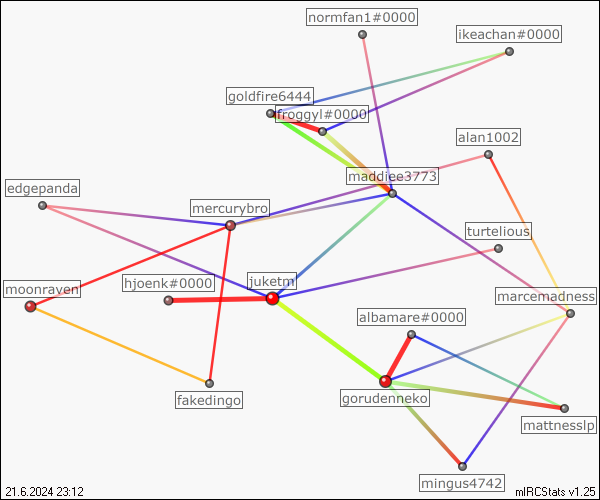 normfan1#0000
ikeachan#0000
goldfire6444
froggyl#0000
alan1002
maddiee3773
edgepanda
mercurybro
turtelious
hjoenk#0000
juketm
moonraven
marcemadness
albamare#0000
fakedingo
gorudenneko
mattnesslp
mingus4742
21.6.2024 23:12
mIRCStats v1.25